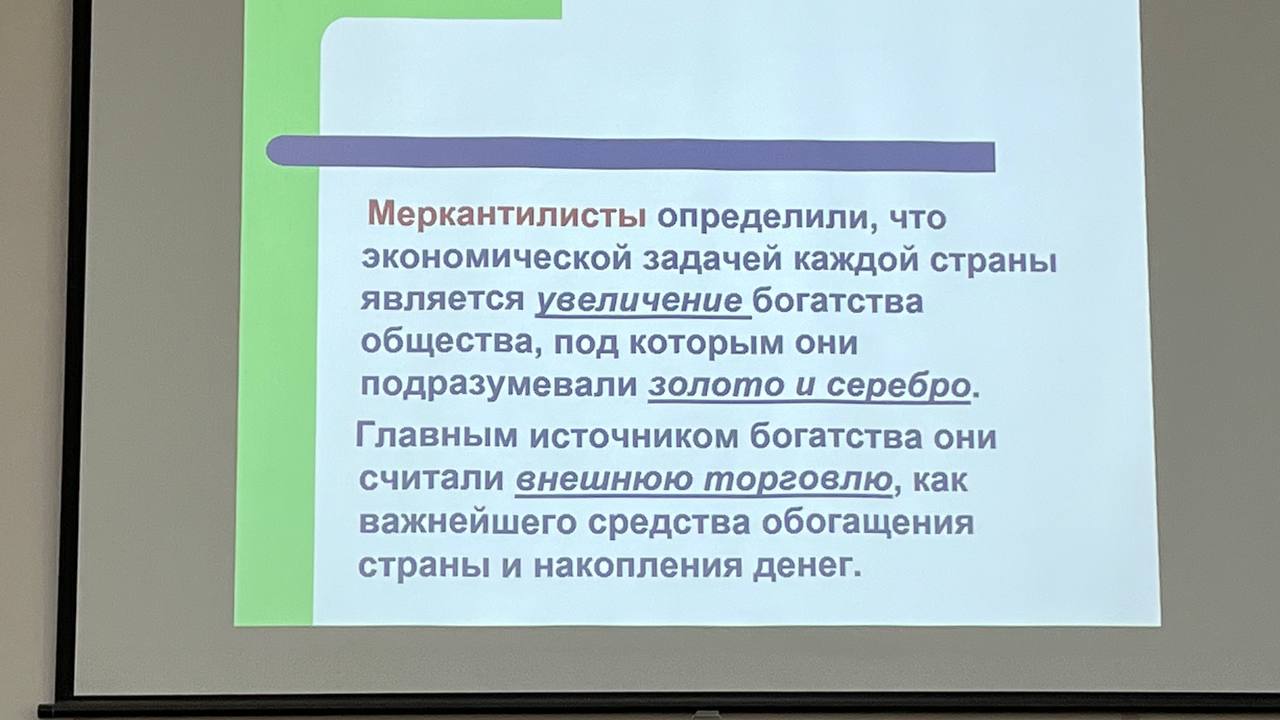 Меркантилисты определили, что
экономической задачей каждой страны
является увеличение богатства
общества, под которым они
подразумевали золото и серебро.
Главным источником богатства они
считали внешнюю торговлю, как
важнейшего средства обогащения
страны и накопления денег.